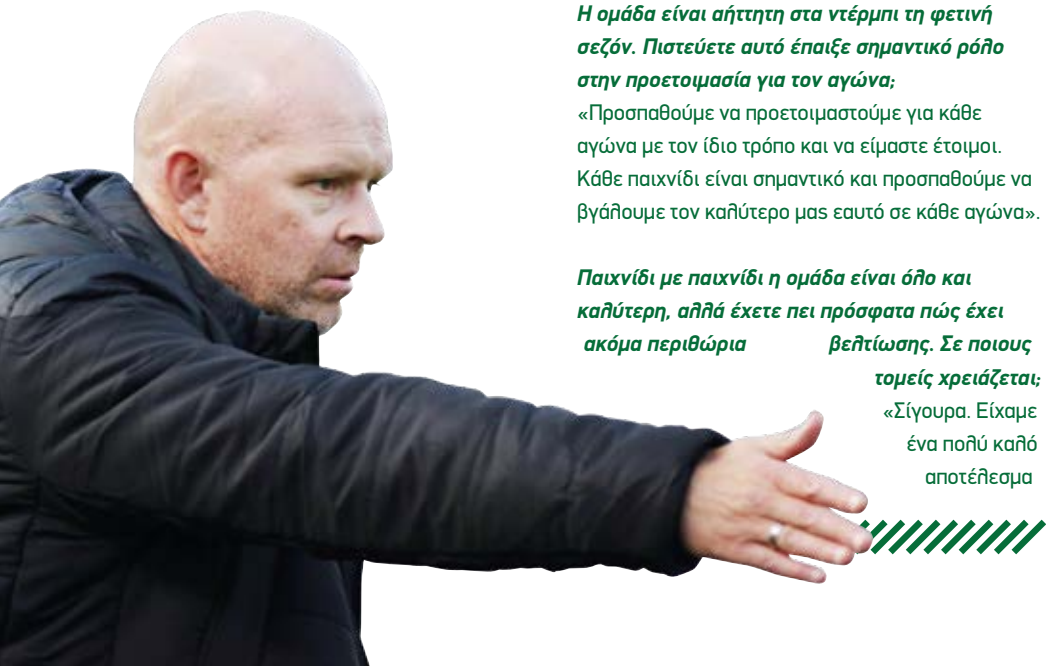 Η ομάδα είναι αήττητη στα ντέρμπι τη φετινή
σεζόν. Πιστεύετε αυτό έπαιξε σημαντικό ρόλο
στην προετοιμασία για τον αγώνα;
«Προσπαθούμε να προετοιμαστούμε για κάθε
αγώνα με τον ίδιο τρόπο και να είμαστε έτοιμοι.
Κάθε παιχνίδι είναι σημαντικό και προσπαθούμε να
βγάλουμε τον καλύτερο μας εαυτό σε κάθε αγώνα».
Παιχνίδι με παιχνίδι η ομάδα είναι όλο και
καλύτερη, αλλά έχετε πει πρόσφατα πώς έχει
ακόμα περιθώρια βελτίωσης. Σε ποιους
τομείς χρειάζεται;
«Σίγουρα. Είχαμε
ένα πολύ καλό
αποτέλεσμα